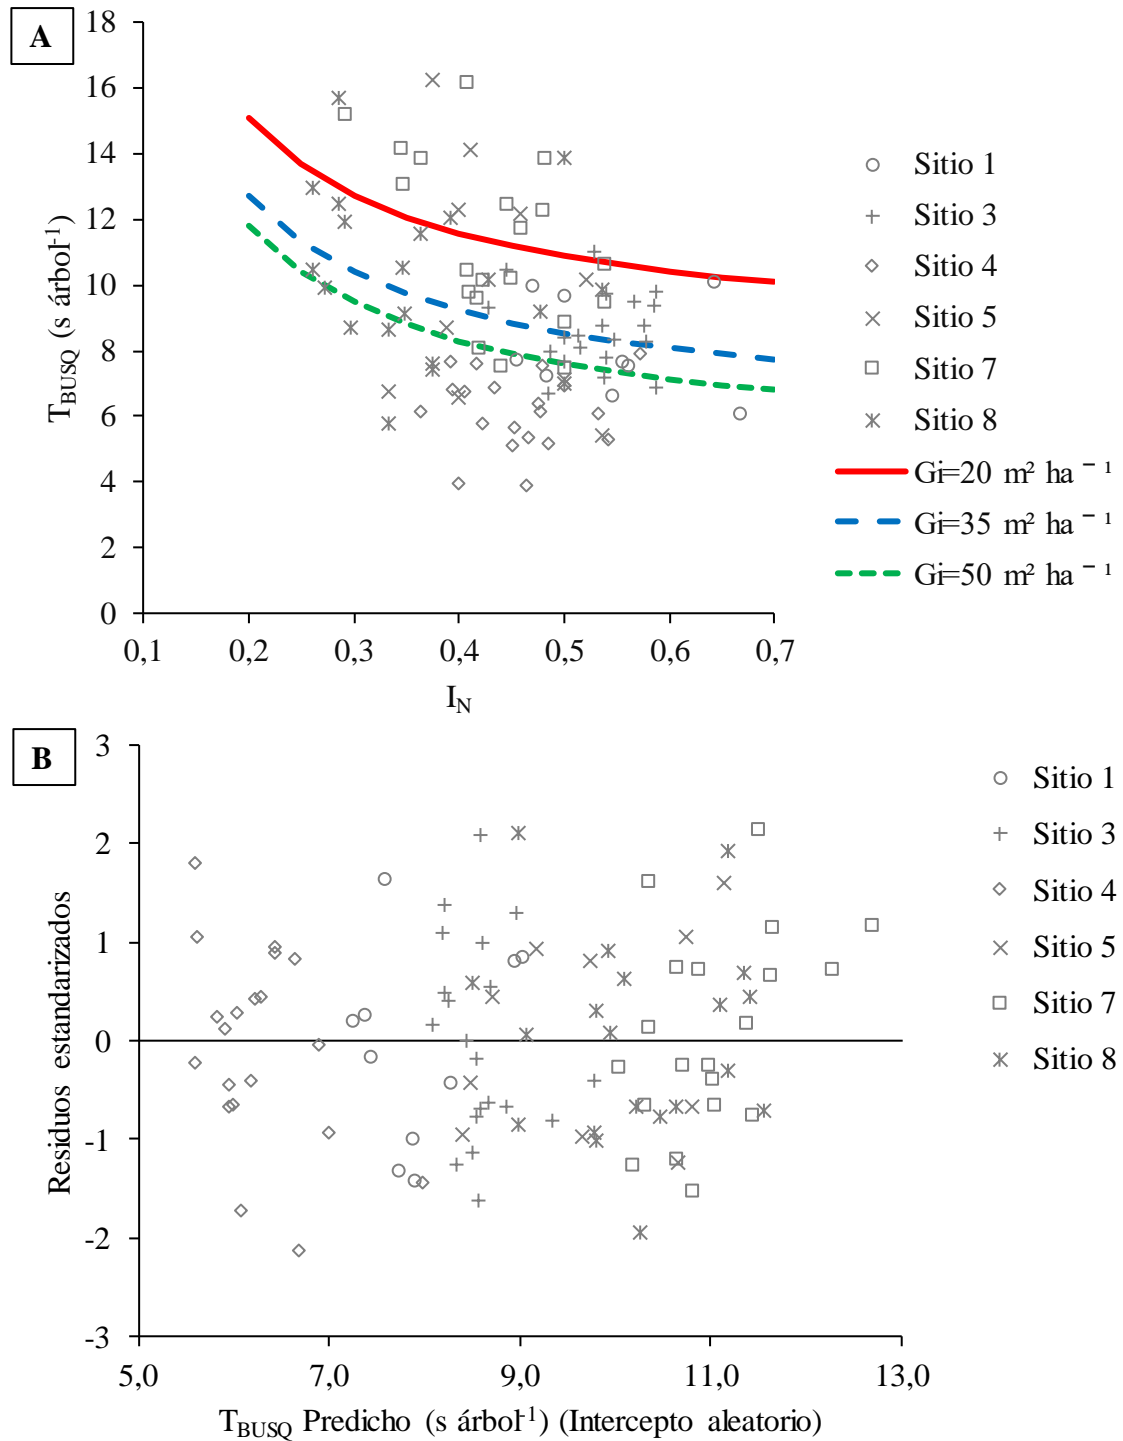 A
18
16
14
12
10
8
6
4
2
0
T_BUSQ (s árbol⁻¹)
0,1 0,2 0,3 0,4 0,5 0,6 0,7
I_N
Sitio 1
Sitio 3
Sitio 4
Sitio 5
Sitio 7
Sitio 8
Gi=20 m² ha⁻¹
Gi=35 m² ha⁻¹
Gi=50 m² ha⁻¹
B
3
2
1
0
-1
-2
-3
Residuos estandarizados
5,0 7,0 9,0 11,0 13,0
T_BUSQ Predicho (s árbol⁻¹) (Intercepto aleatorio)
Sitio 1
Sitio 3
Sitio 4
Sitio 5
Sitio 7
Sitio 8